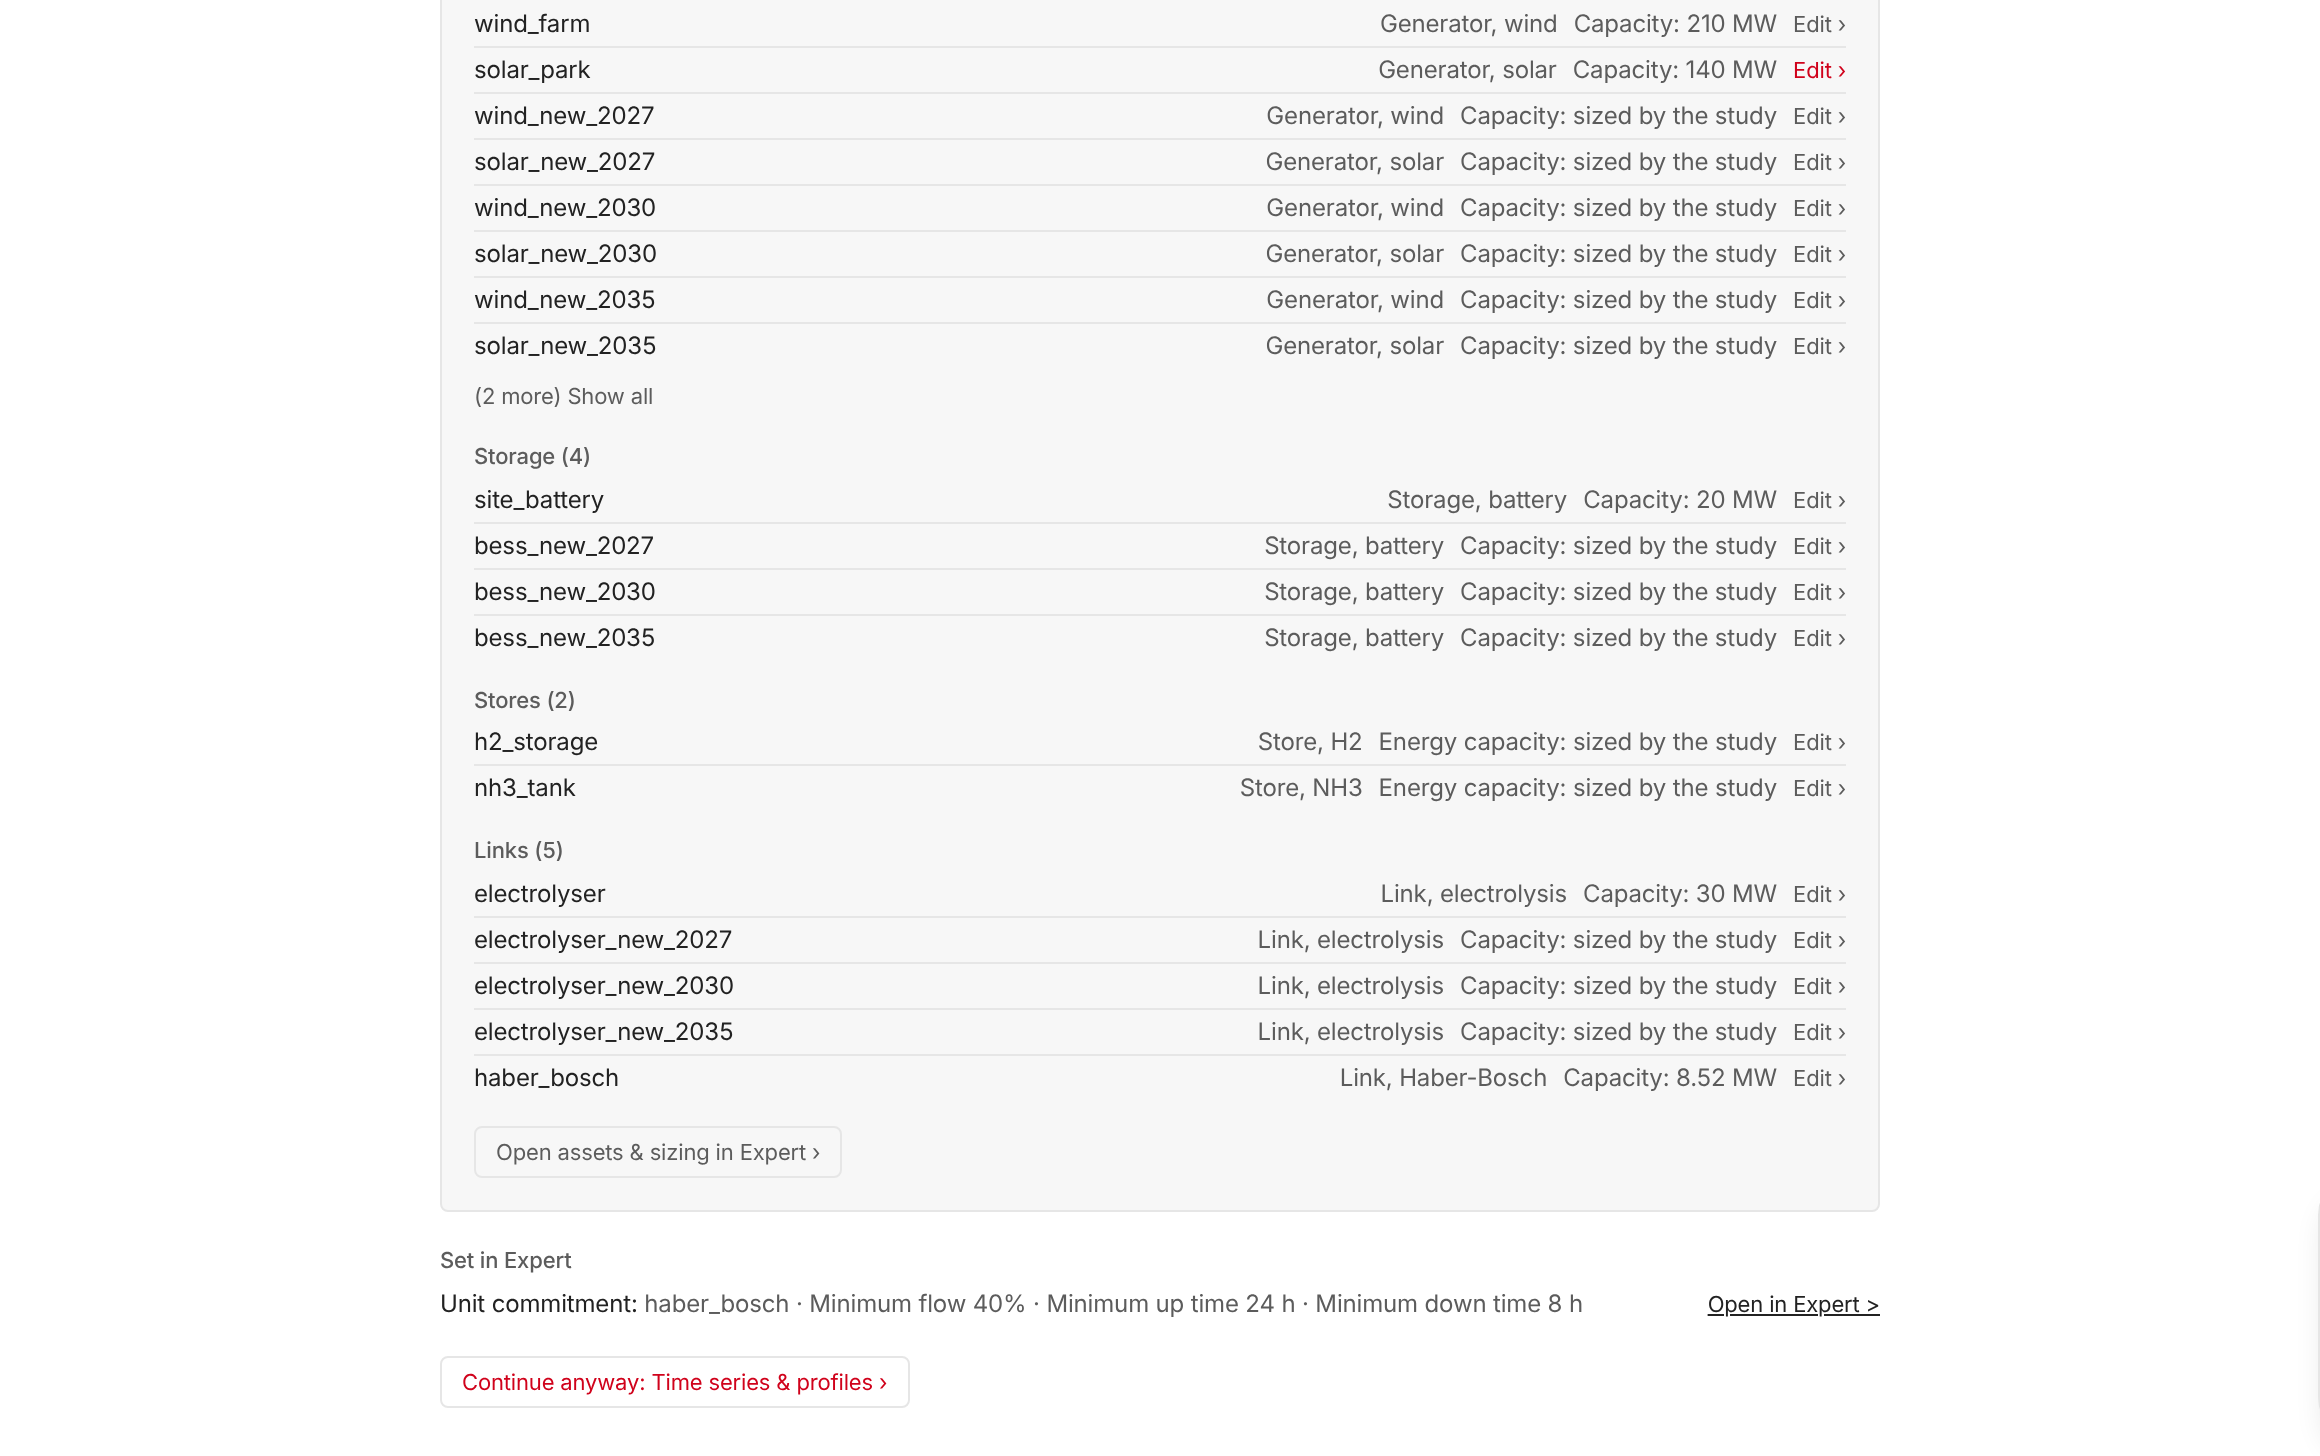 wind_farm Generator, wind Capacity: 210 MW Edit ›
solar_park Generator, solar Capacity: 140 MW Edit ›
wind_new_2027 Generator, wind Capacity: sized by the study Edit ›
solar_new_2027 Generator, solar Capacity: sized by the study Edit ›
wind_new_2030 Generator, wind Capacity: sized by the study Edit ›
solar_new_2030 Generator, solar Capacity: sized by the study Edit ›
wind_new_2035 Generator, wind Capacity: sized by the study Edit ›
solar_new_2035 Generator, solar Capacity: sized by the study Edit ›
(2 more) Show all
Storage (4)
site_battery Storage, battery Capacity: 20 MW Edit ›
bess_new_2027 Storage, battery Capacity: sized by the study Edit ›
bess_new_2030 Storage, battery Capacity: sized by the study Edit ›
bess_new_2035 Storage, battery Capacity: sized by the study Edit ›
Stores (2)
h2_storage Store, H2 Energy capacity: sized by the study Edit ›
nh3_tank Store, NH3 Energy capacity: sized by the study Edit ›
Links (5)
electrolyser Link, electrolysis Capacity: 30 MW Edit ›
electrolyser_new_2027 Link, electrolysis Capacity: sized by the study Edit ›
electrolyser_new_2030 Link, electrolysis Capacity: sized by the study Edit ›
electrolyser_new_2035 Link, electrolysis Capacity: sized by the study Edit ›
haber_bosch Link, Haber-Bosch Capacity: 8.52 MW Edit ›
Open assets & sizing in Expert ›
Set in Expert
Unit commitment: haber_bosch · Minimum flow 40% · Minimum up time 24 h · Minimum down time 8 h Open in Expert >
Continue anyway: Time series & profiles ›